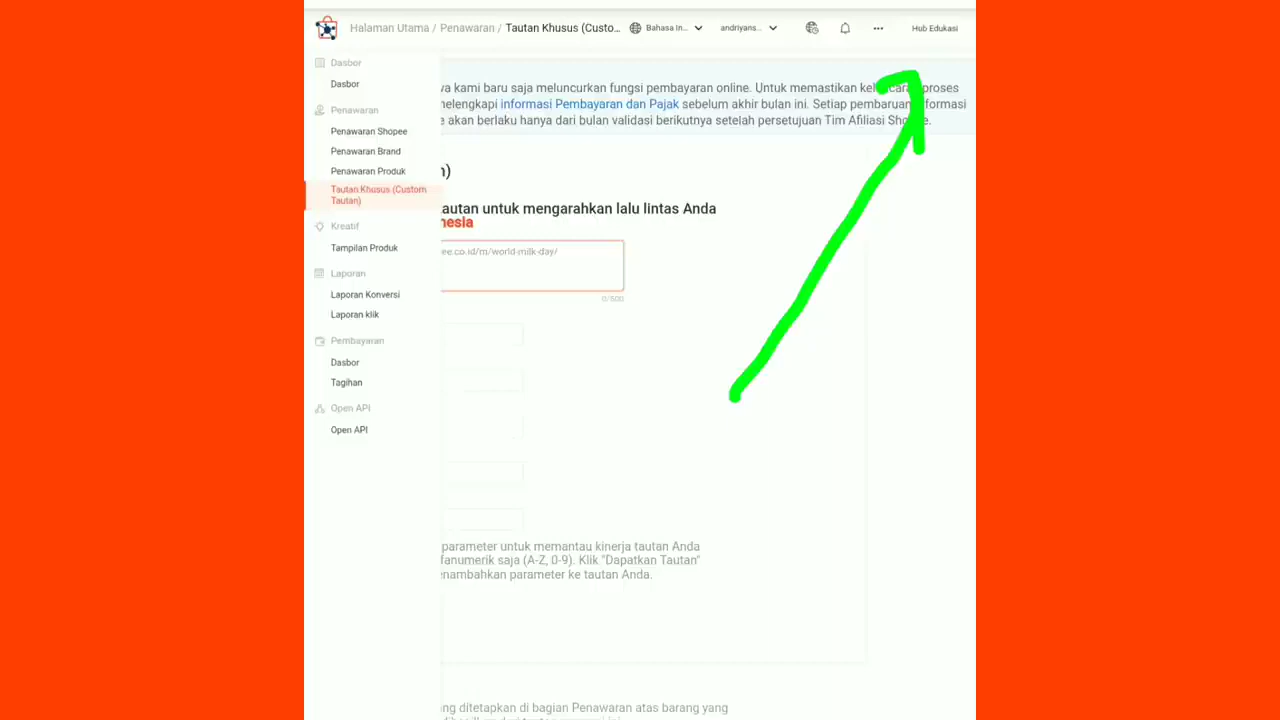 Halaman Utama / Penawaran / Tautan Khusus (Custo... Bahasa In... andriyans... Hub Edukasi
Dasbor
Dasbor
Penawaran
Penawaran Shopee
Penawaran Brand
Penawaran Produk
Tautan Khusus (Custom
Tautan)
Kreatif
Tampilan Produk
Laporan
Laporan Konversi
Laporan klik
Pembayaran
Dasbor
Tagihan
Open API
Open API
va kami baru saja meluncurkan fungsi pembayaran online. Untuk memastikan proses
nelengkapi informasi Pembayaran dan Pajak sebelum akhir bulan ini. Setiap pembaruan informasi
e akan berlaku hanya dari bulan validasi berikutnya setelah persetujuan Tim Afiliasi Shopee.
n)
autan untuk mengarahkan lalu lintas Anda
nesia
ee.co.id/m/world-milk-day/
0/500
parameter untuk memantau kinerja tautan Anda
fanumerik saja (A-Z, 0-9). Klik "Dapatkan Tautan"
enambahkan parameter ke tautan Anda.
ng ditetapkan di bagian Penawaran atas barang yang